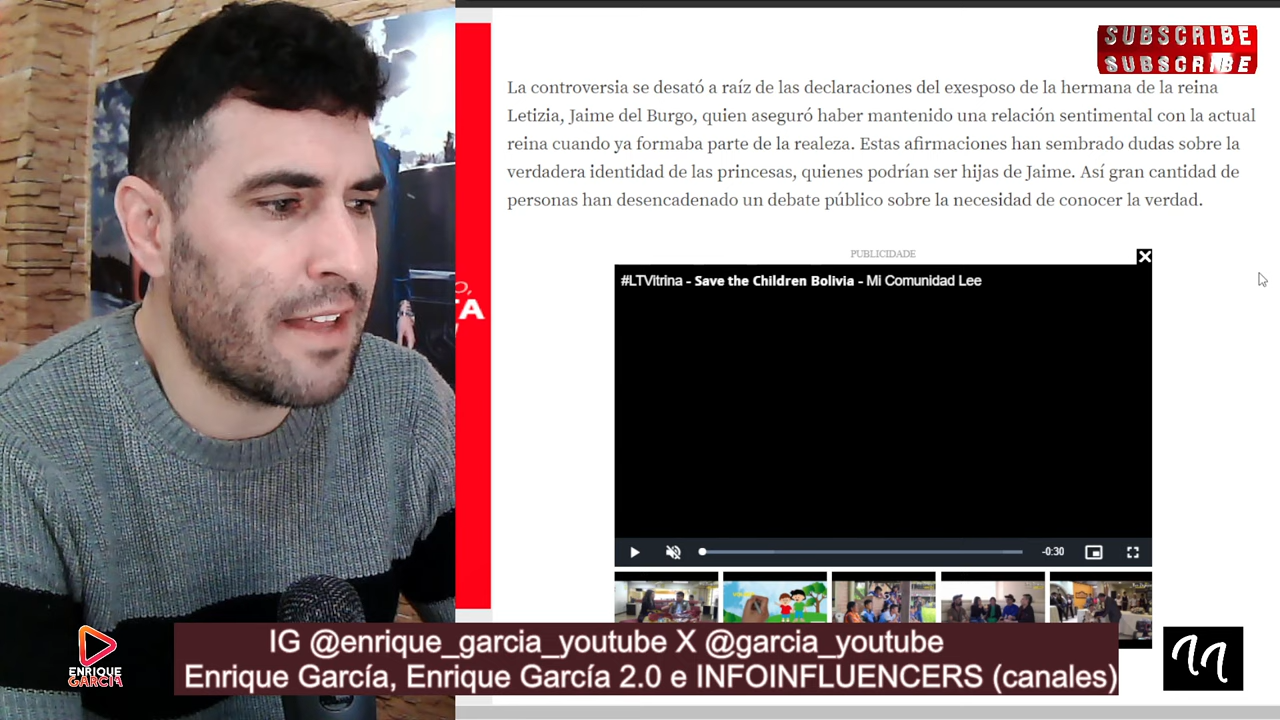 SUBSCRIBE
SUBSCRIBE
La controversia se desató a raíz de las declaraciones del exesposo de la hermana de la reina
Letizia, Jaime del Burgo, quien aseguró haber mantenido una relación sentimental con la actual
reina cuando ya formaba parte de la realeza. Estas afirmaciones han sembrado dudas sobre la
verdadera identidad de las princesas, quienes podrían ser hijas de Jaime. Así gran cantidad de
personas han desencadenado un debate público sobre la necesidad de conocer la verdad.
PUBLICIDADE
#LTVitrina - Save the Children Bolivia - Mi Comunidad Lee
O,
TA
-0:30
IG @enrique_garcia_youtube X @garcia_youtube
Enrique García, Enrique García 2.0 e INFOINFLUENCERS (canales)
ENRIQUE
GARCÍA